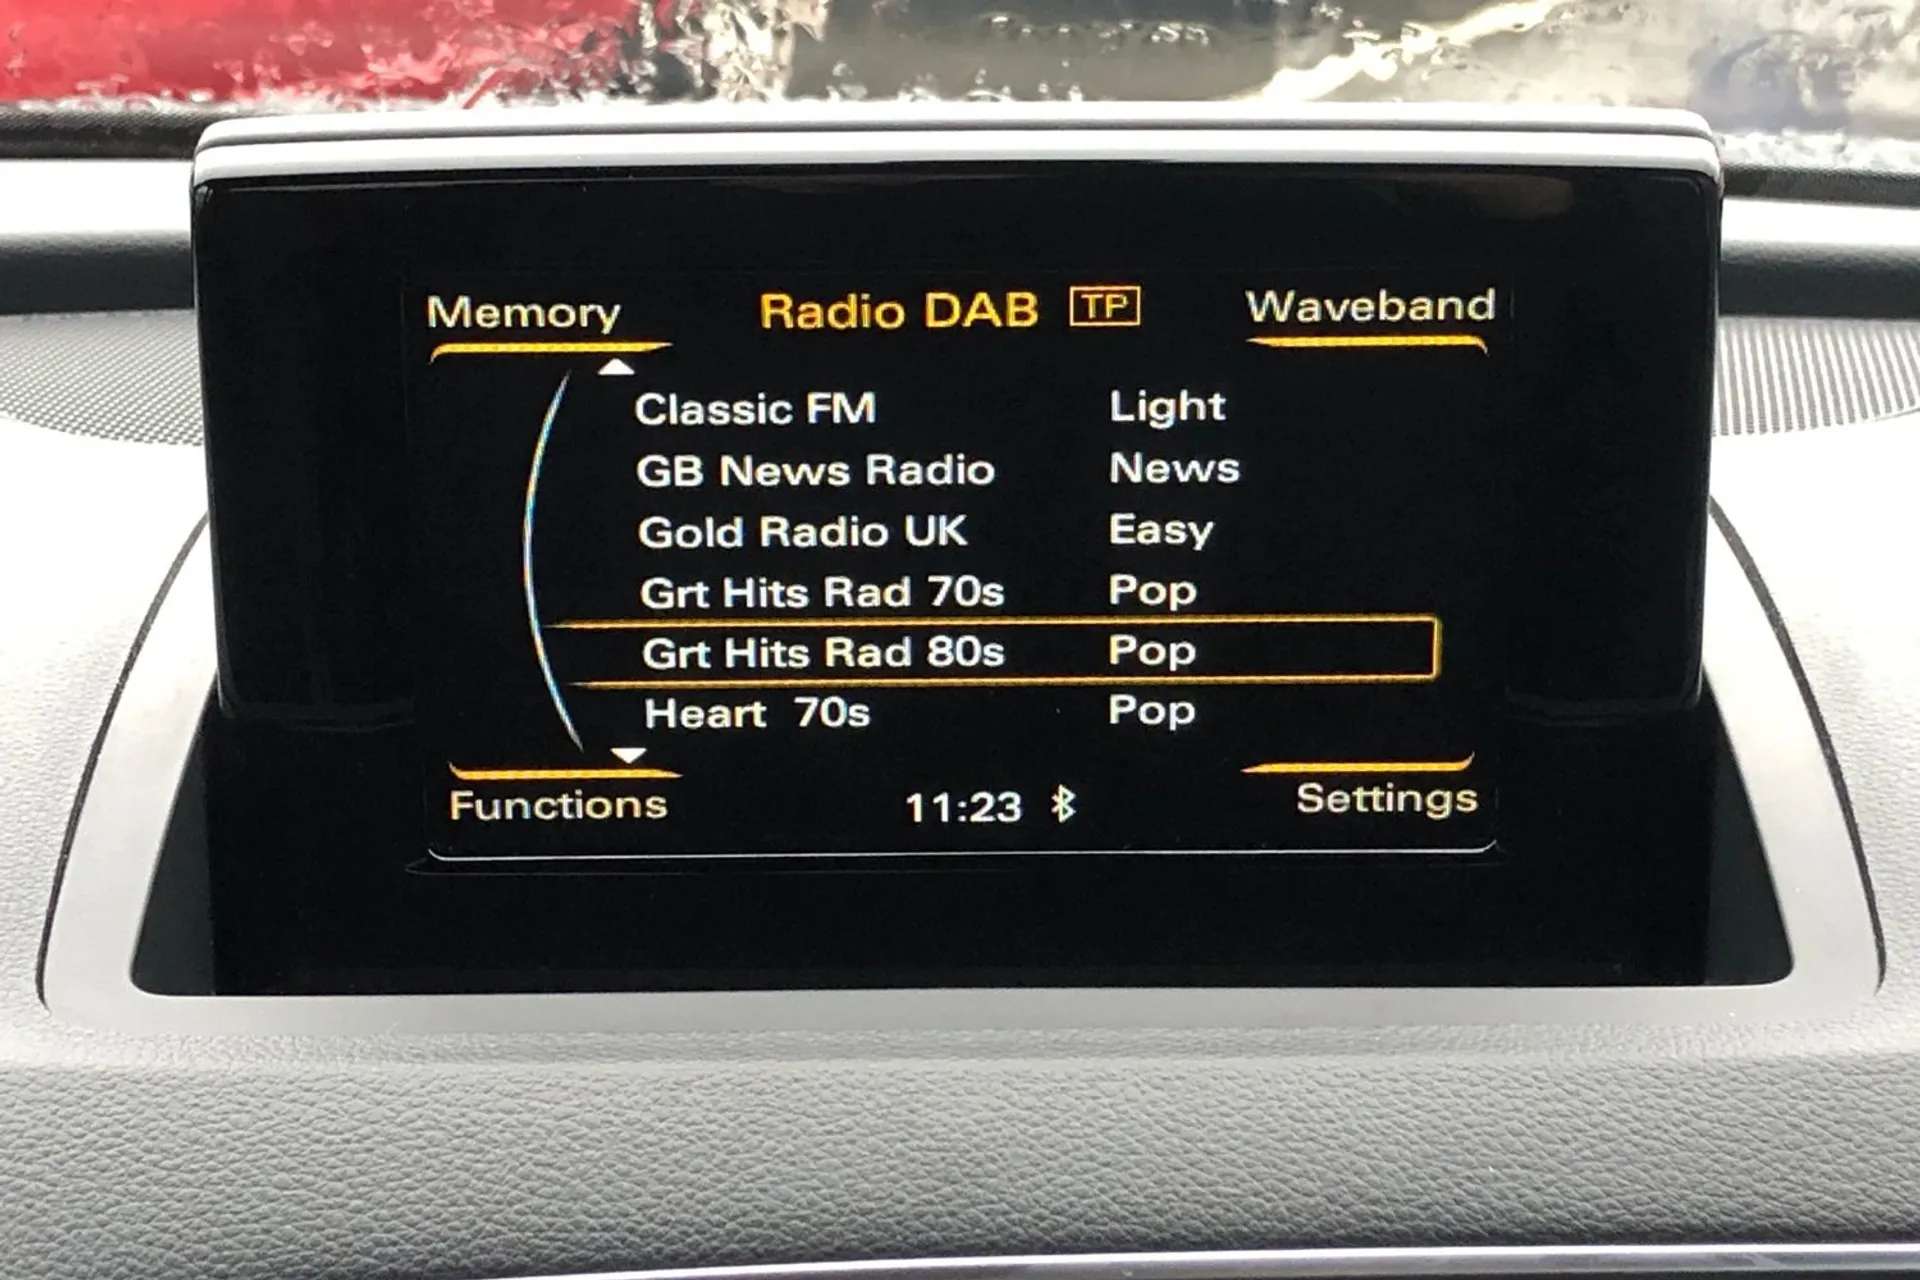 Memory Radio DAB TP Waveband
Classic FM Light
GB News Radio News
Gold Radio UK Easy
Grt Hits Rad 70s Pop
Grt Hits Rad 80s Pop
Heart 70s Pop
Functions 11:23 Settings